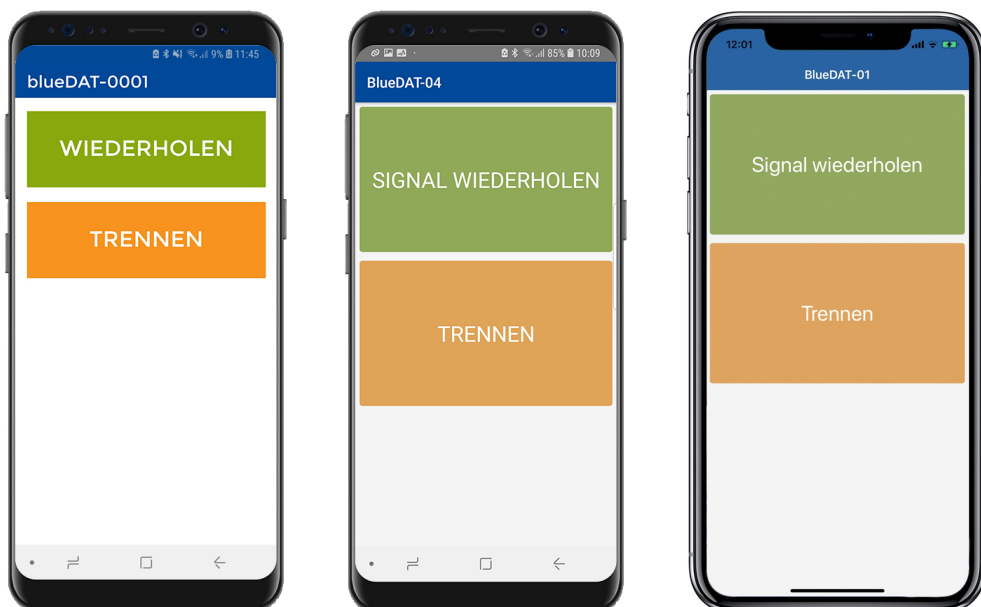 9% 11:45
blueDAT-0001
WIEDERHOLEN
TRENNEN
85% 10:09
BlueDAT-04
SIGNAL WIEDERHOLEN
TRENNEN
12:01
BlueDAT-01
Signal wiederholen
Trennen